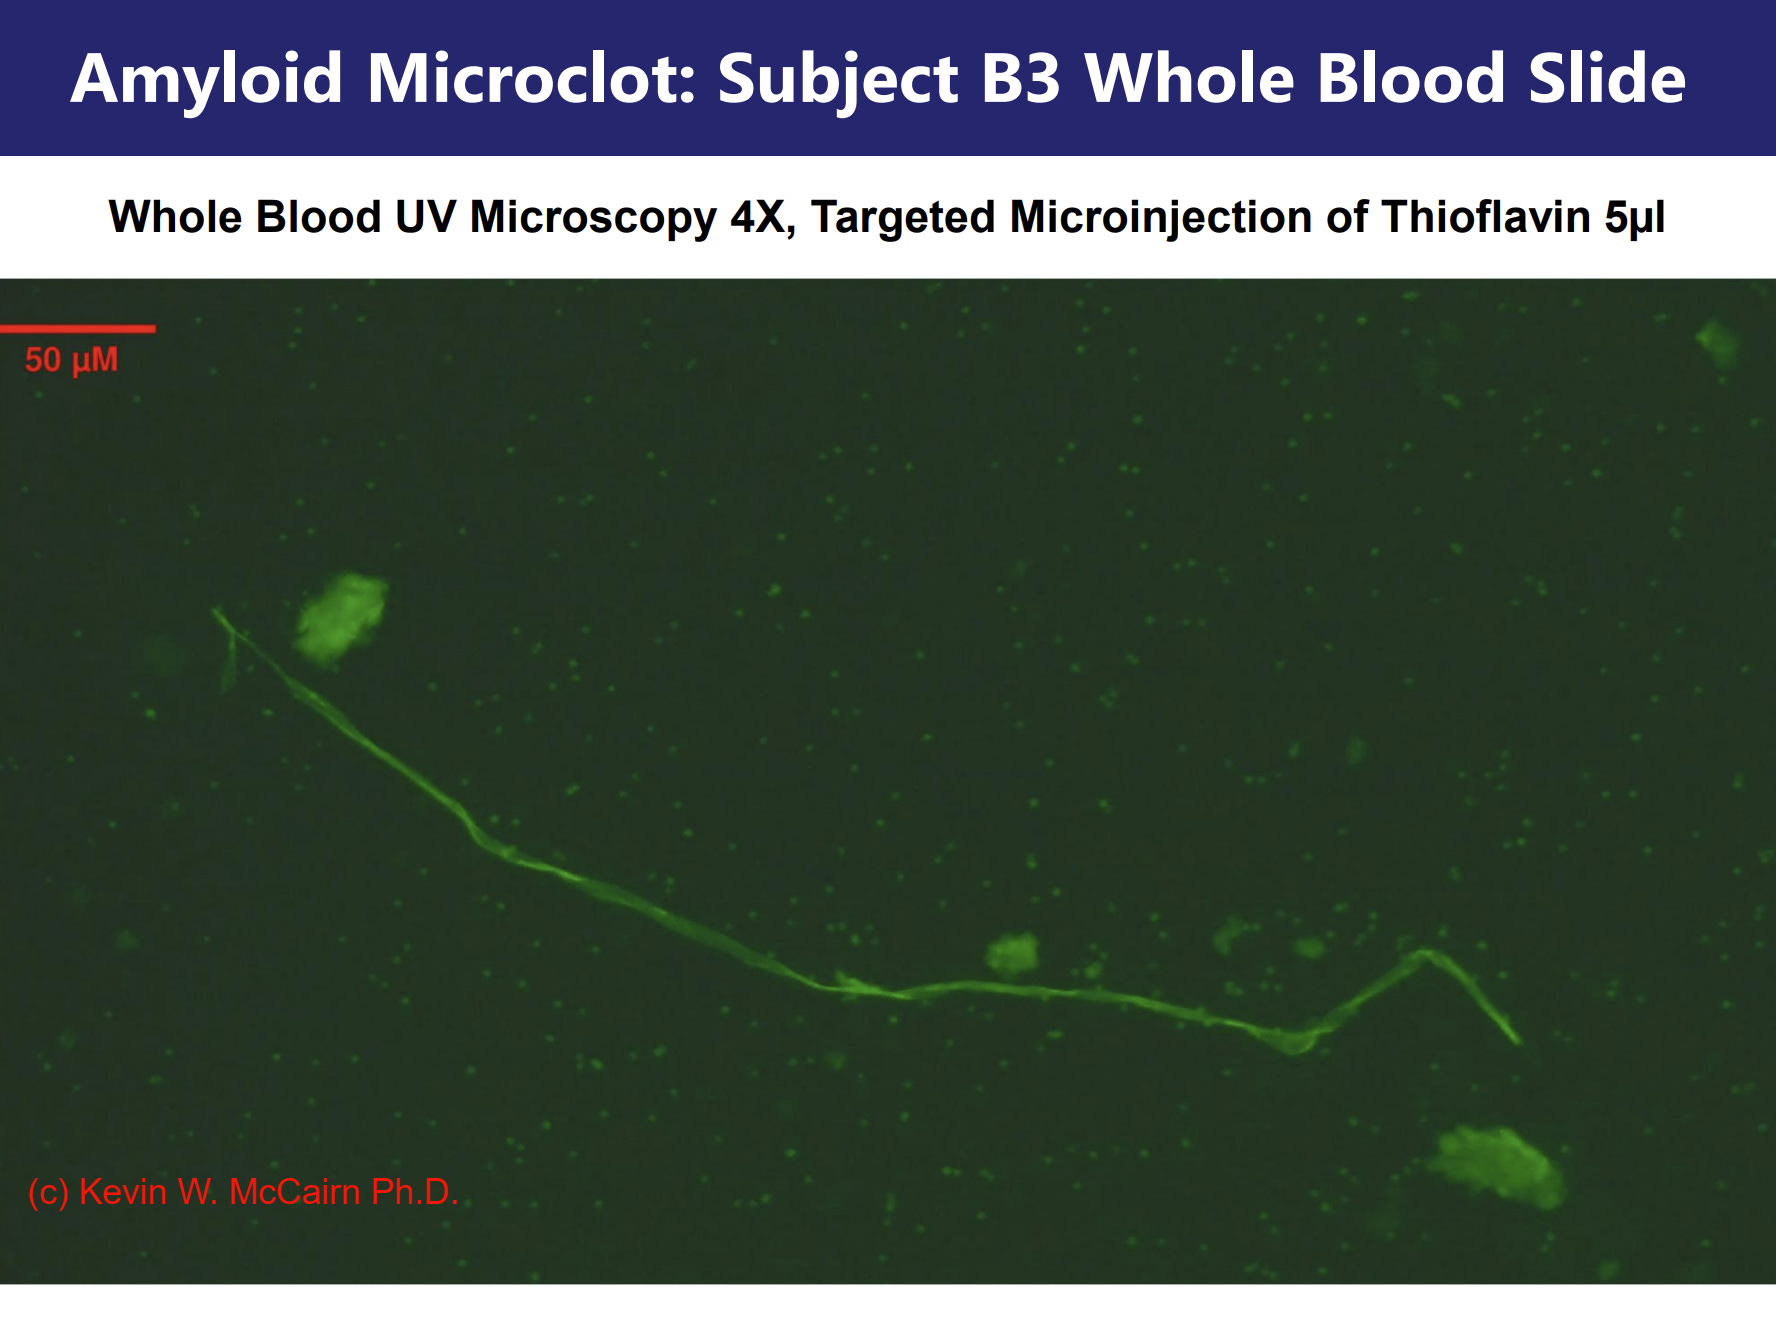 Amyloid Microclot: Subject B3 Whole Blood Slide
Whole Blood UV Microscopy 4X, Targeted Microinjection of Thioflavin 5µl
50 µM
(c) Kevin W. McCairn Ph.D.